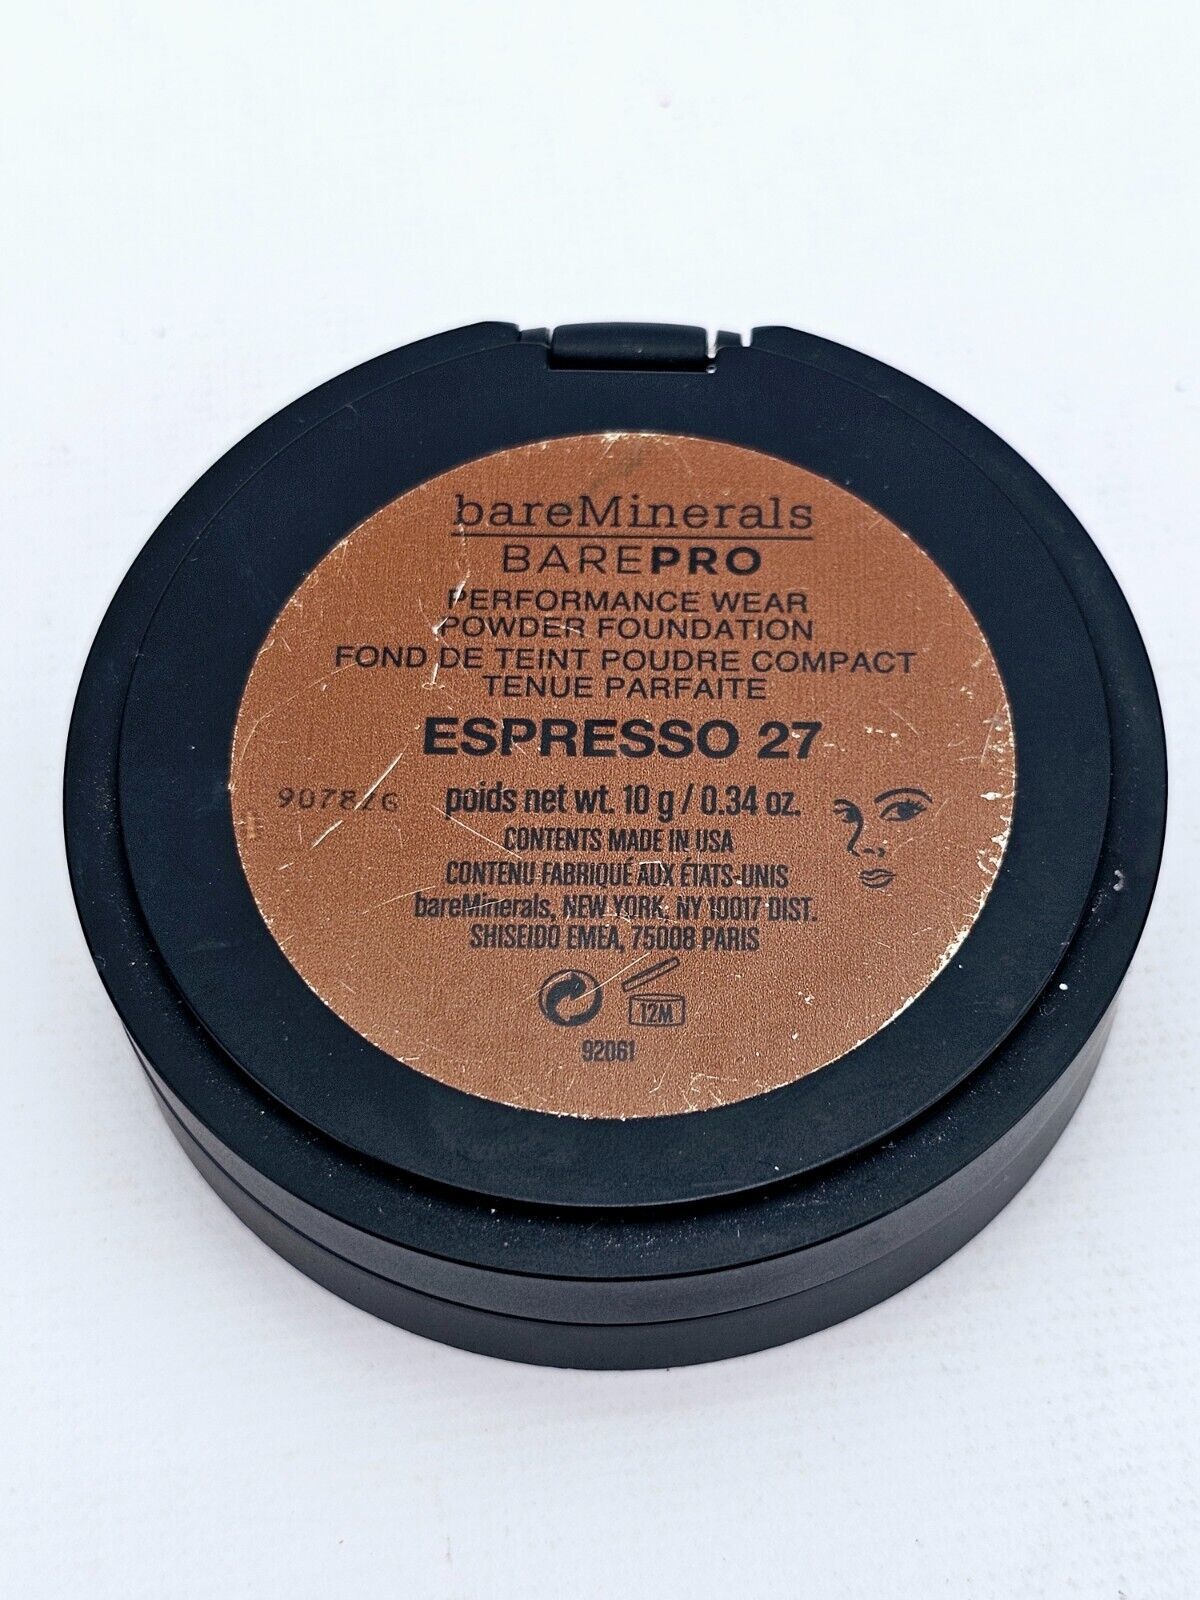 bareMinerals
BAREPRO
PERFORMANCE WEAR
POWDER FOUNDATION
FOND DE TEINT POUDRE COMPACT
TENUE PARFAITE
ESPRESSO 27
poids net wt. 10 g / 0.34 oz.
CONTENTS MADE IN USA
CONTENU FABRIQUÉ AUX ÉTATS-UNIS
bareMinerals, NEW YORK, NY 10017 DIST.
SHISEIDO EMEA, 75008 PARIS
12M
92061